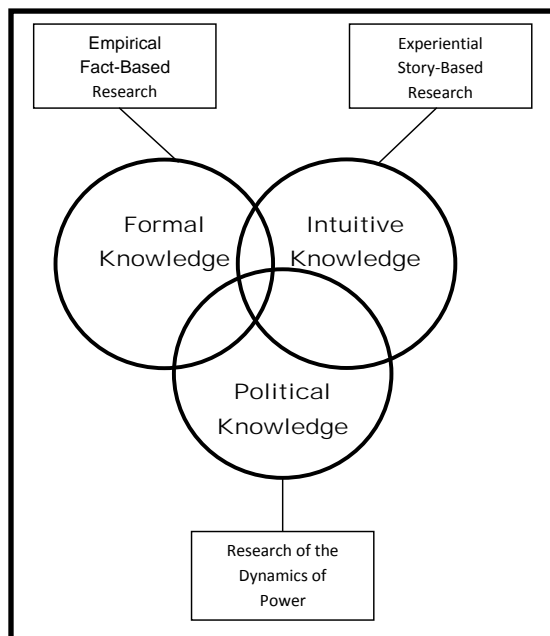 Empirical
Fact-Based
Research
Experiential
Story-Based
Research
Formal
Knowledge
Intuitive
Knowledge
Political
Knowledge
Research of the
Dynamics of
Power